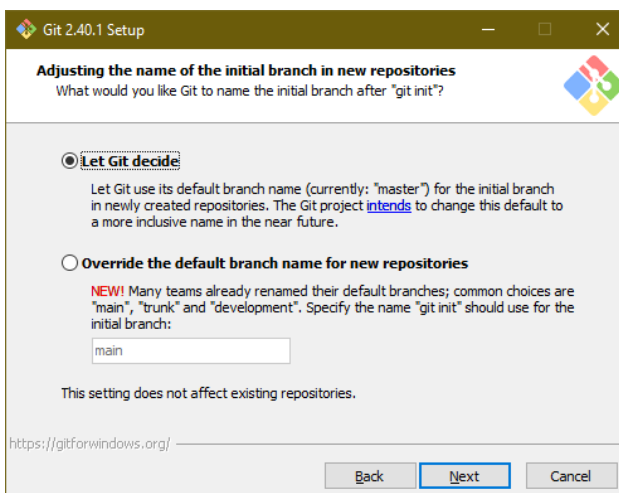 Git 2.40.1 Setup
Adjusting the name of the initial branch in new repositories
What would you like Git to name the initial branch after "git init"?
Let Git decide
Let Git use its default branch name (currently: "master") for the initial branch
in newly created repositories. The Git project intends to change this default to
a more inclusive name in the near future.
Override the default branch name for new repositories
NEW! Many teams already renamed their default branches; common choices are
"main", "trunk" and "development". Specify the name "git init" should use for the
initial branch:
main
This setting does not affect existing repositories.
https://gitforwindows.org/
Back Next Cancel